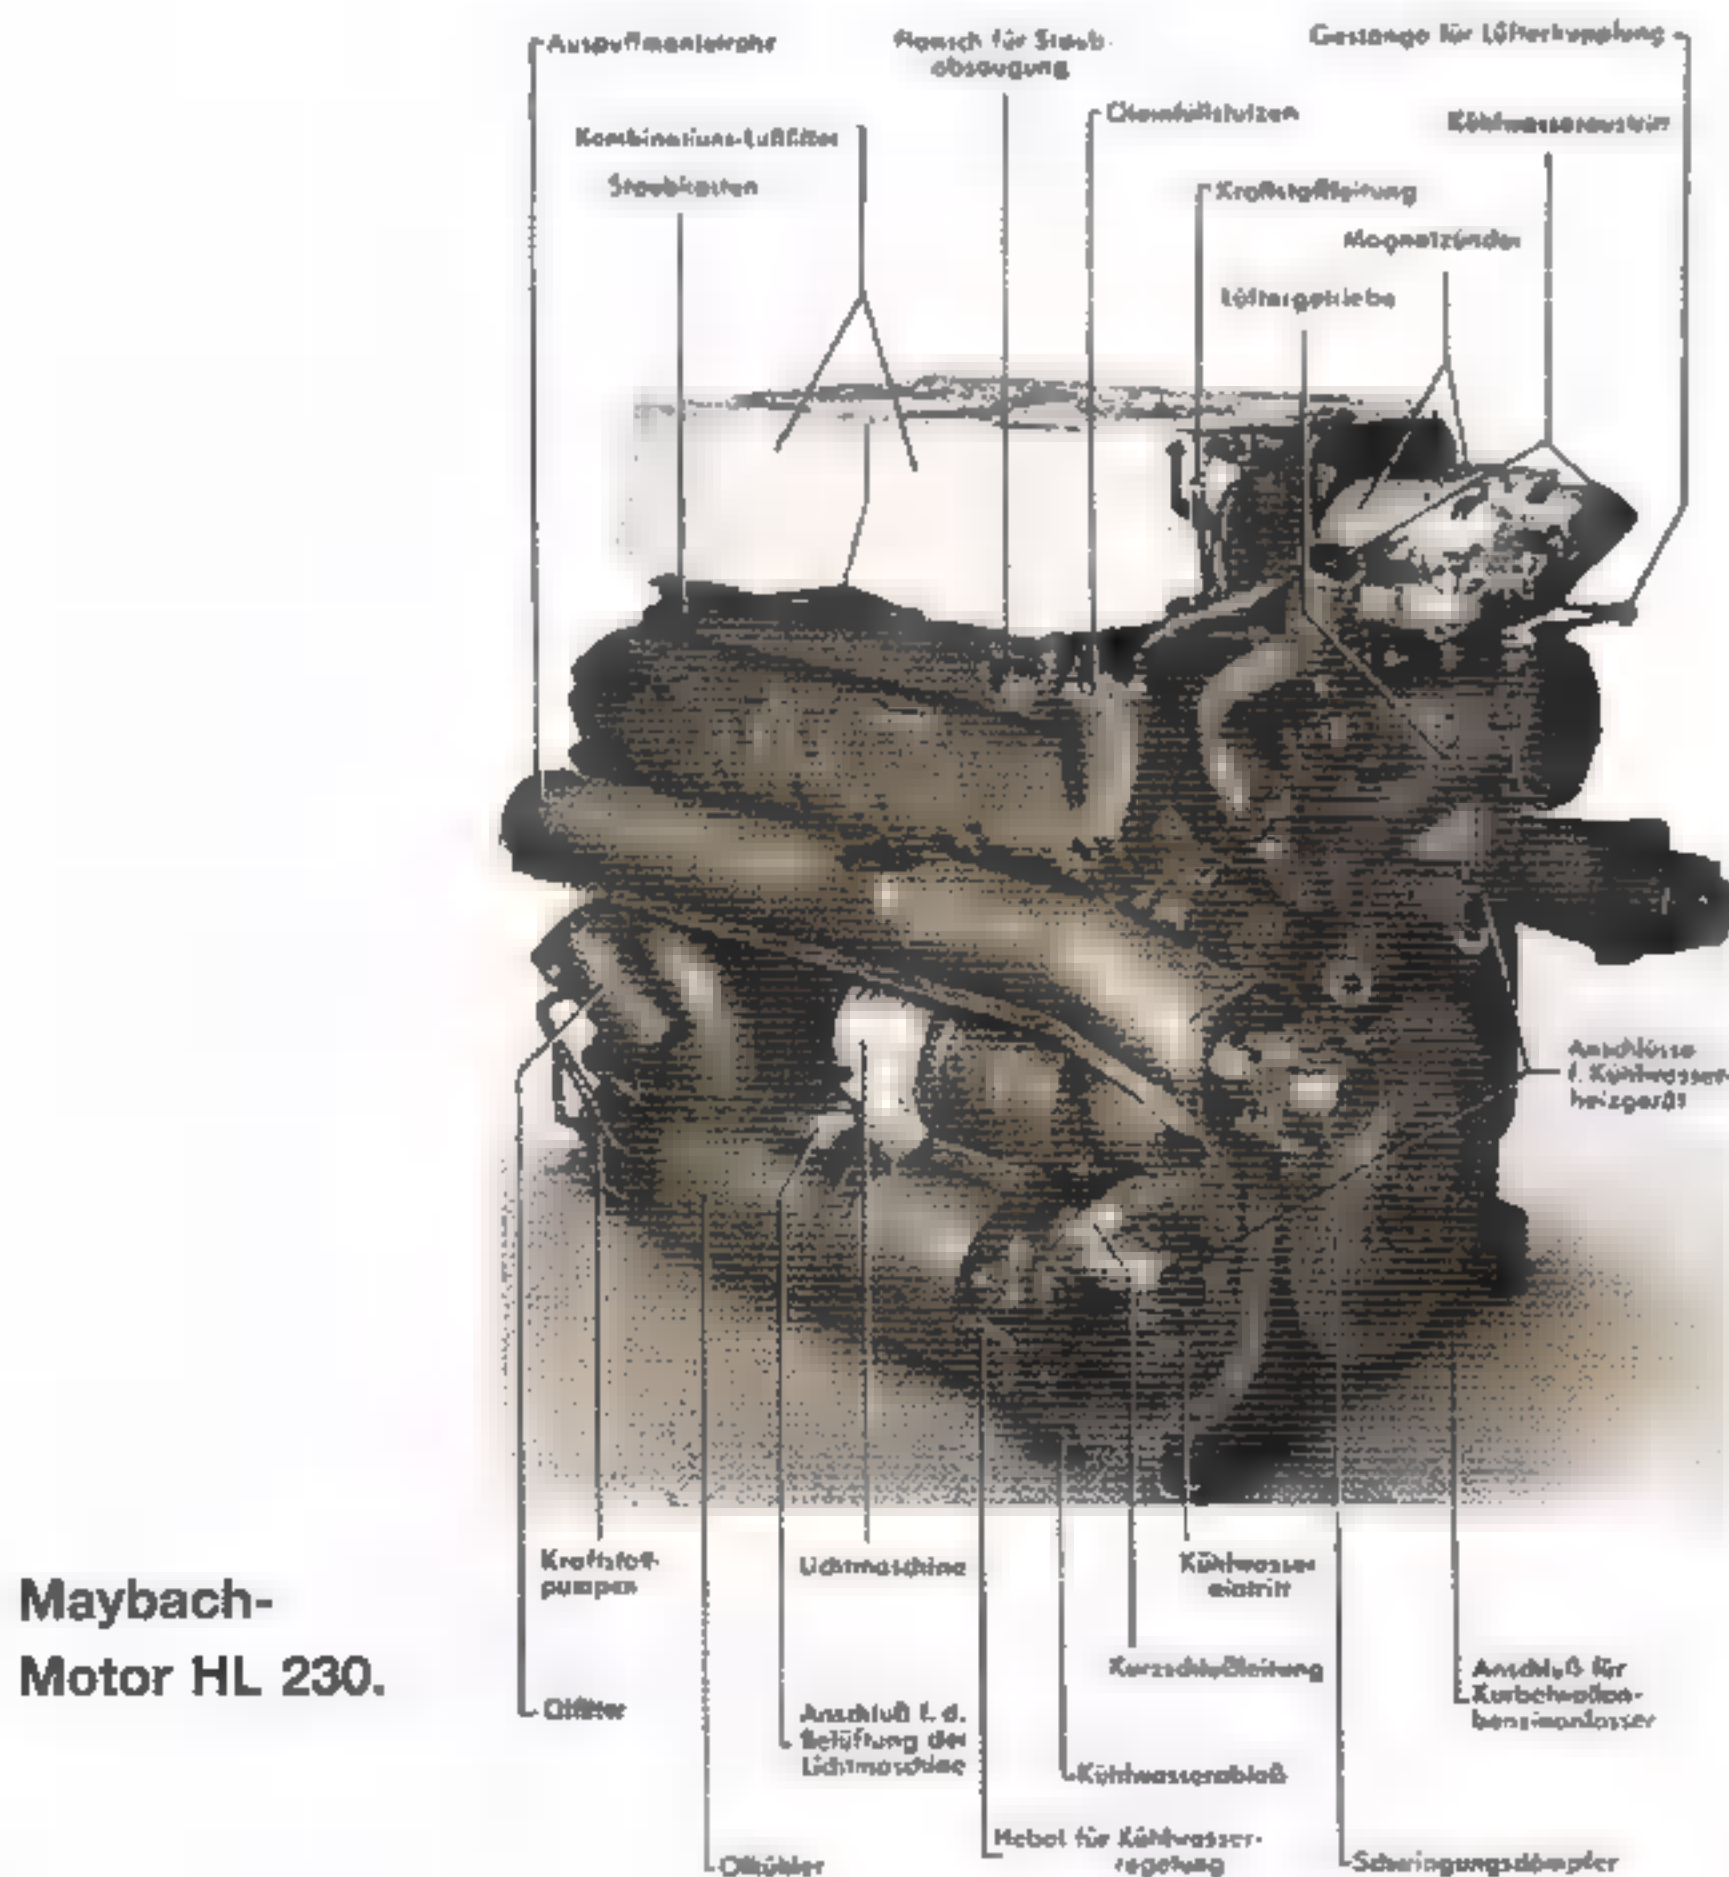 Auspuffmantelrohr
Flansch für Staub-
absaugung
Gestänge für Lüfterkupplung
Öleinfüllstutzen
Kühlwasseraustritt
Kombinations-Luftfilter
Staubkasten
Kraftstoffleitung
Magnetzünder
Lüftergetriebe
Anschlüsse
f. Kühlwasser-
heizgerät
Kraftstoff-
pumpen
Lichtmaschine
Kühlwasser
eintritt
Maybach-
Motor HL 230.
Kurzschlußleitung
Anschluß für
Kurbelwellen-
benzinanlasser
Ölfilter
Anschluß f. d.
Belüftung der
Lichtmaschine
Kühlwasserablaß
Hebel für Kühlwasser-
regelung
Ölkühler
Schwingungsdämpfer